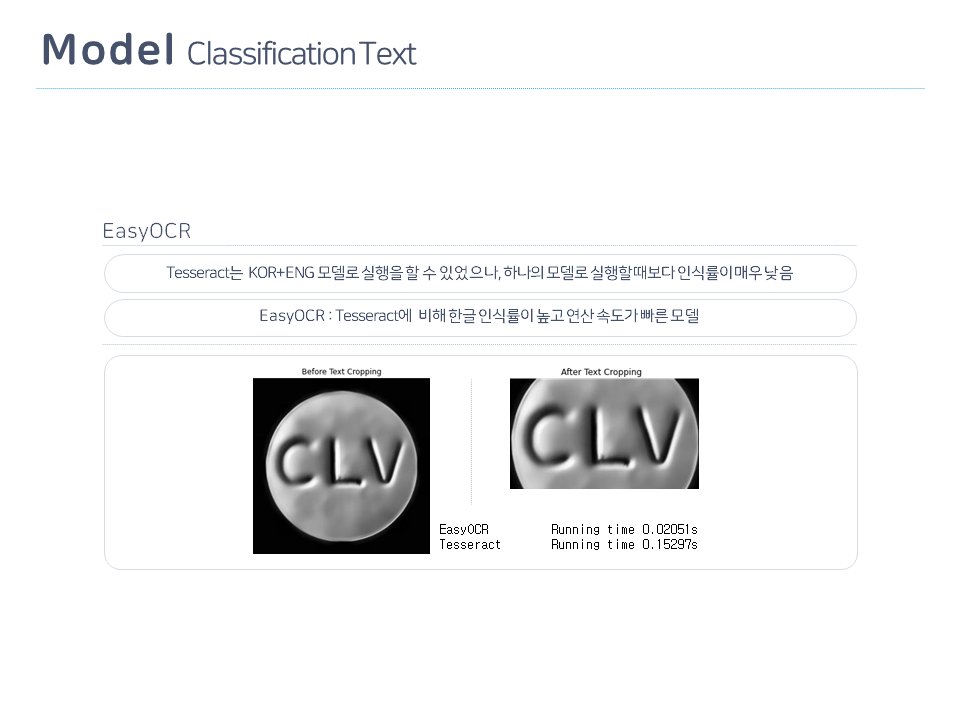 Model Classification Text
EasyOCR
Tesseract는 KOR+ENG 모델로 실행을 할 수 있었으나, 하나의 모델로 실행할 때보다 인식률이 매우 낮음
EasyOCR : Tesseract에 비해 한글 인식률이 높고 연산 속도가 빠른 모델
Before Text Cropping
After Text Cropping
CLV
CLV
EasyOCR Running time 0.02051s
Tesseract Running time 0.15297s